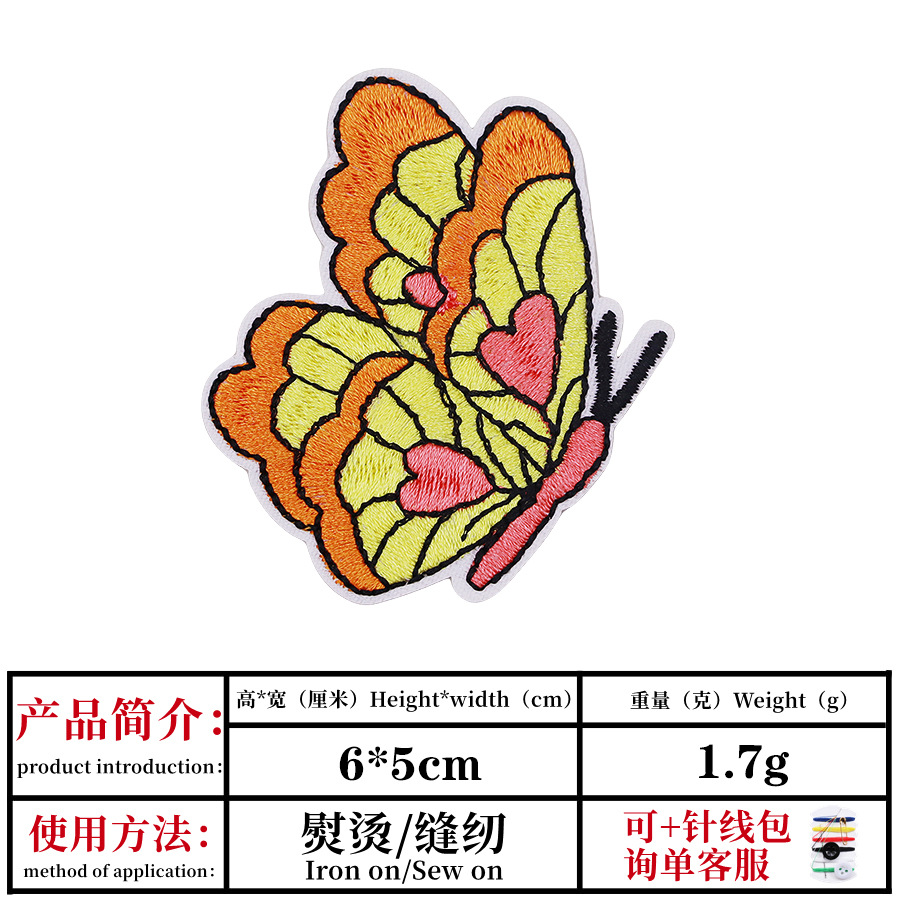 产品简介：
product introduction:
高*宽（厘米）Height*width（cm）
重量（克）Weight（g）
6*5cm
1.7g
使用方法：
method of application:
熨烫/缝纫
Iron on/Sew on
可+针线包
询单客服